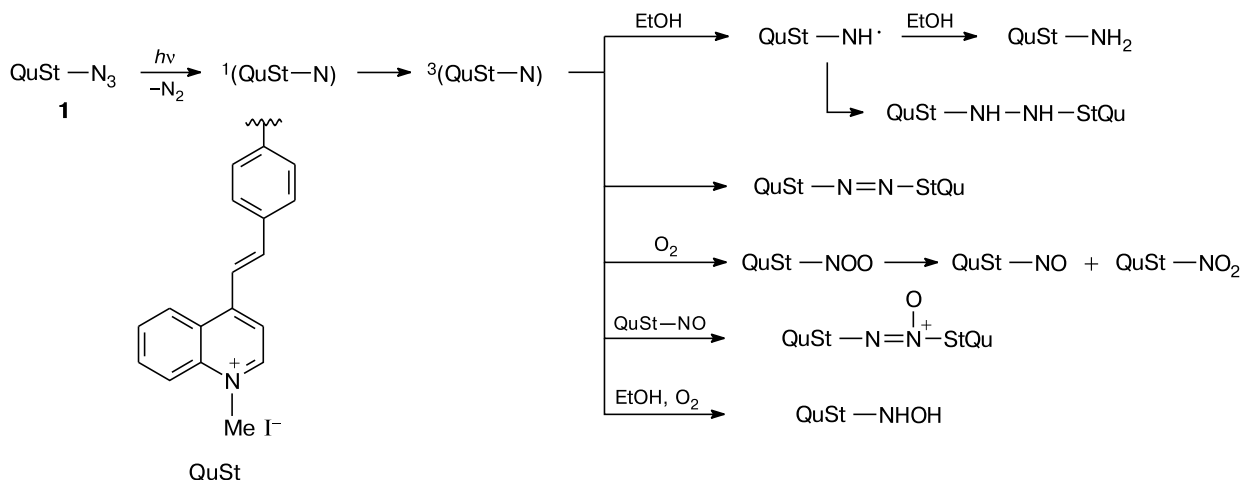 EtOH EtOH
QuSt—NH· QuSt—NH₂
hν
QuSt—N₃ ¹(QuSt—N) ³(QuSt—N)
−N₂
1
QuSt—NH—NH—StQu
QuSt—N=N—StQu
O₂
QuSt—NOO QuSt—NO + QuSt—NO₂
O
QuSt—NO
QuSt—N=N⁺—StQu
EtOH, O₂
QuSt—NHOH
N⁺
Me I⁻
QuSt